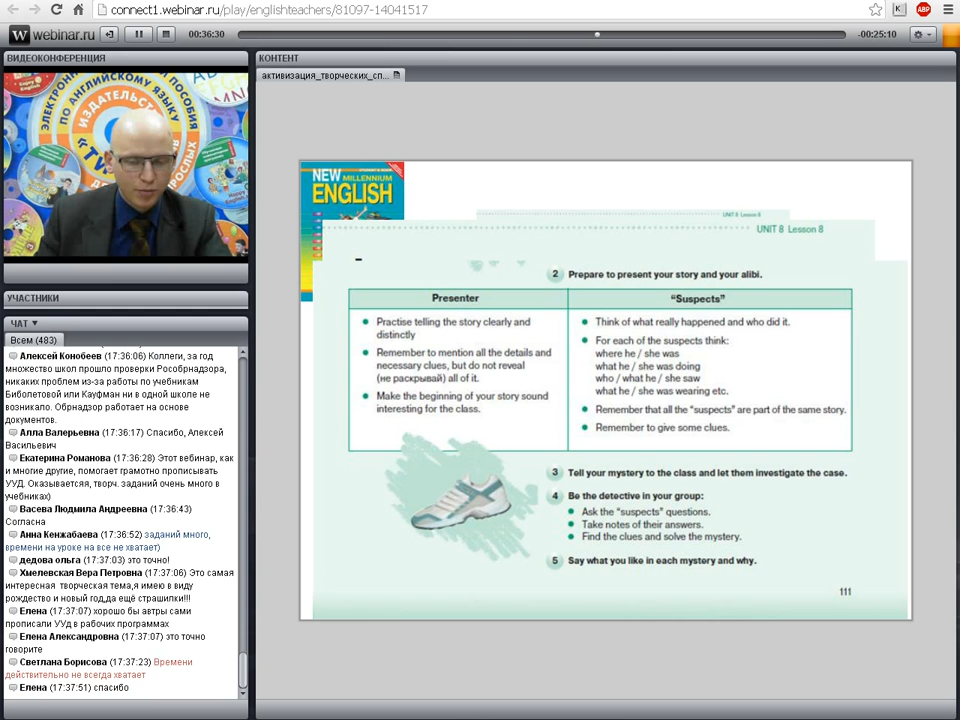 connect1.webinar.ru/play/englishteachers/81097-14041517
K
ABP
W webinar.ru
00:36:30
-00:25:10
ВИДЕОКОНФЕРЕНЦИЯ
ЭЛЕКТРОННЫЕ ПОСОБИЯ
ПО АНГЛИЙСКОМУ ЯЗЫКУ
ИЗДАТЕЛЬСТВО
УЧАСТНИКИ
ЧАТ
Всем (483)
Алексей Конобеев (17:36:06) Коллеги, за год
множество школ прошло проверки Рособрнадзора,
никаких проблем из-за работы по учебникам
Биболетовой или Кауфман ни в одной школе не
возникало. Обрнадзор работает на основе
документов.
Алла Валерьевна (17:36:17) Спасибо, Алексей
Васильевич
Екатерина Романова (17:36:28) Этот вебинар, как
и многие другие, помогает грамотно прописывать
УУД. Оказываетсяя, творч. заданий очень много в
учебниках)
Васева Людмила Андреевна (17:36:43)
Согласна
Анна Кенжабаева (17:36:52) заданий много,
времени на уроке на все не хватает)
дедова ольга (17:37:03) это точно!
Хмелевская Вера Петровна (17:37:06) Это самая
интересная творческая тема,я имею в виду
рождество и новый год,да ещё страшилки!!!
Елена (17:37:07) хорошо бы автры сами
прописали УУд в рабочих программах
Елена Александровна (17:37:07) это точно
говорите
Светлана Борисова (17:37:23) Времени
действительно не всегда хватает
Елена (17:37:51) спасибо
КОНТЕНТ
активизация_творческих_сп...
NEW MILLENNIUM
ENGLISH
UNIT 8 Lesson 8
UNIT 8 Lesson 8
2 Prepare to present your story and your alibi.
Presenter
Practise telling the story clearly and
distinctly
Remember to mention all the details and
necessary clues, but do not reveal
(не раскрывай) all of it.
Make the beginning of your story sound
interesting for the class.
"Suspects"
Think of what really happened and who did it.
For each of the suspects think:
where he / she was
what he / she was doing
who / what he / she saw
what he / she was wearing etc.
Remember that all the "suspects" are part of the same story.
Remember to give some clues.
3 Tell your mystery to the class and let them investigate the case.
4 Be the detective in your group:
Ask the "suspects" questions.
Take notes of their answers.
Find the clues and solve the mystery.
5 Say what you like in each mystery and why.
111